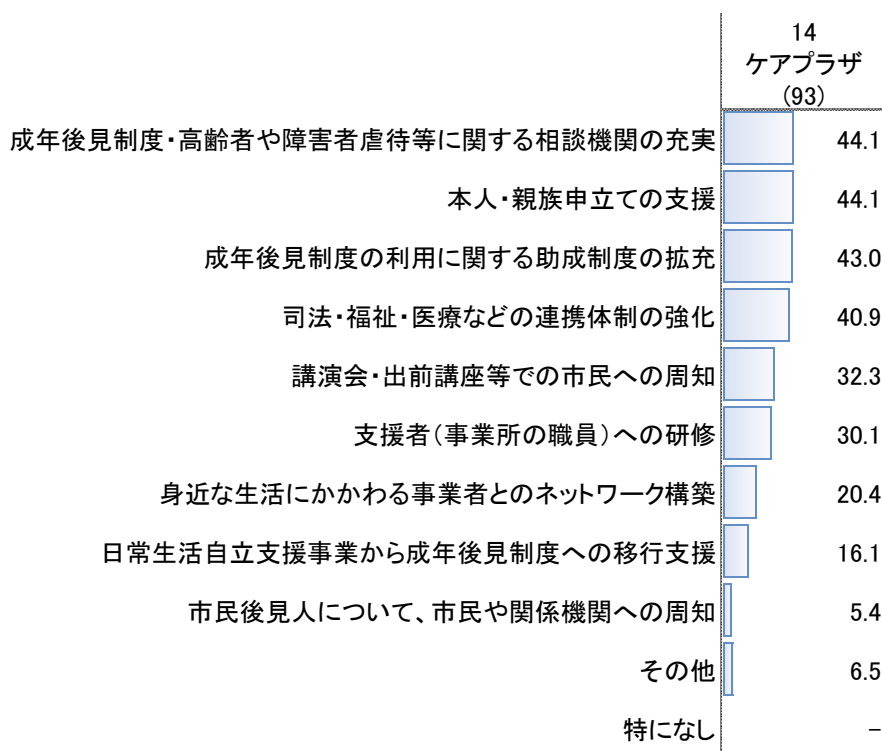 14
ケアプラザ
(93)
成年後見制度・高齢者や障害者虐待等に関する相談機関の充実 44.1
本人・親族申立ての支援 44.1
成年後見制度の利用に関する助成制度の拡充 43.0
司法・福祉・医療などの連携体制の強化 40.9
講演会・出前講座等での市民への周知 32.3
支援者(事業所の職員)への研修 30.1
身近な生活にかかわる事業者とのネットワーク構築 20.4
日常生活自立支援事業から成年後見制度への移行支援 16.1
市民後見人について、市民や関係機関への周知 5.4
その他 6.5
特になし -